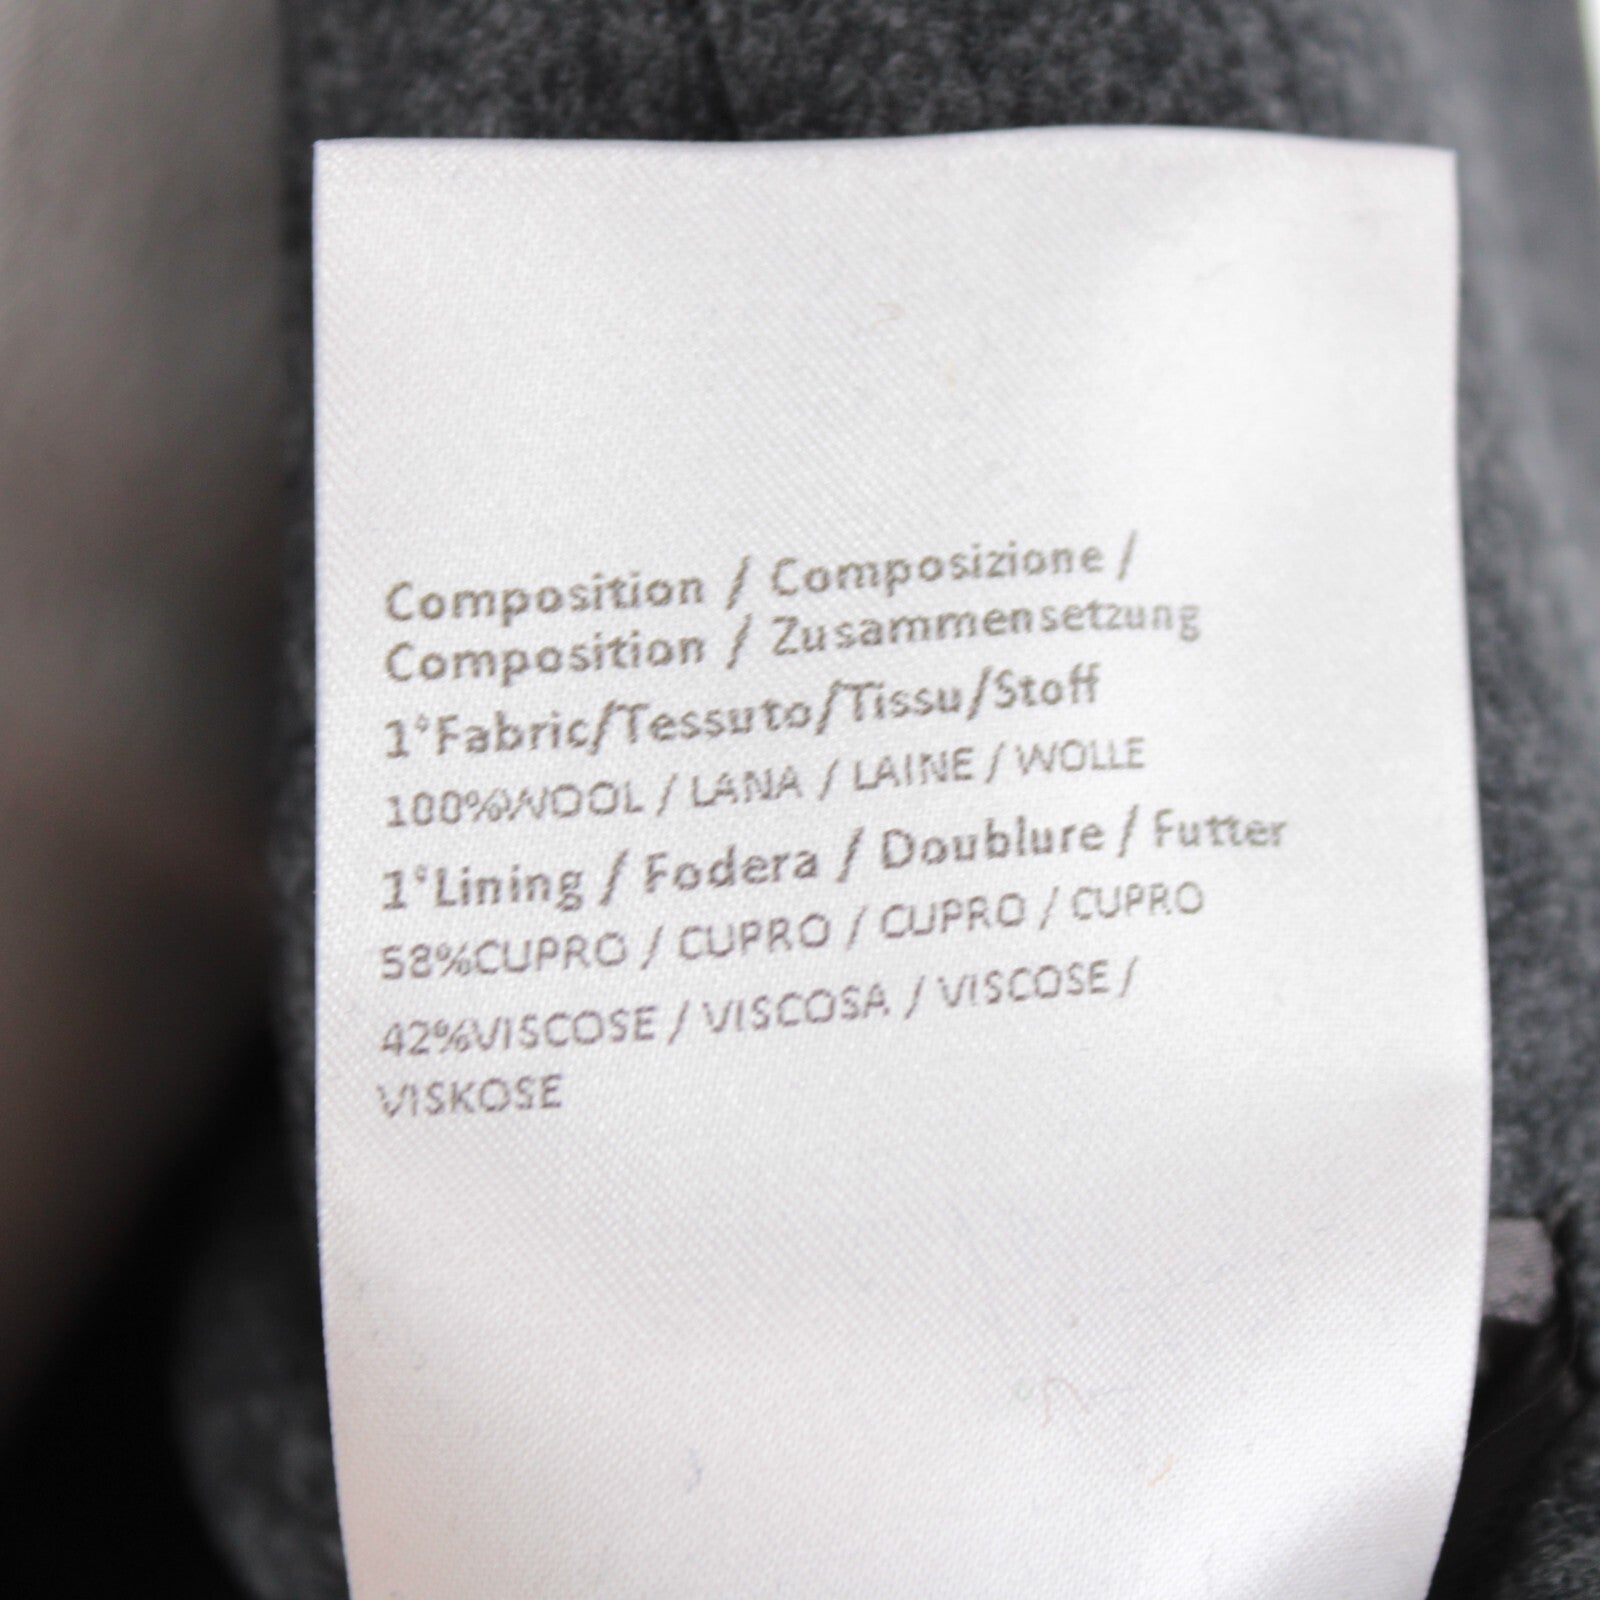 Composition / Composizione /
Composition / Zusammensetzung
1°Fabric/Tessuto/Tissu/Stoff
100%WOOL / LANA / LAINE / WOLLE
1°Lining / Fodera / Doublure / Futter
58%CUPRO / CUPRO / CUPRO / CUPRO
42%VISCOSE / VISCOSA / VISCOSE /
VISKOSE